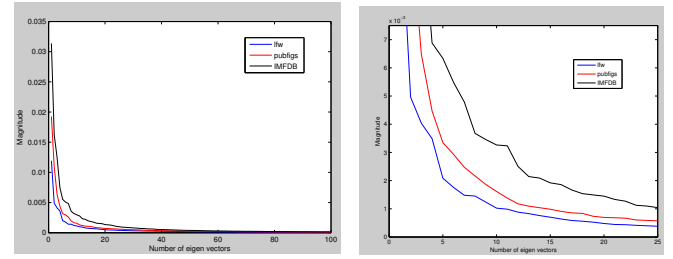 0.035
0.03
0.025
0.02
0.015
0.01
0.005
0
Magnitude
0 20 40 60 80 100
Number of eigen vectors
lfw
pubfigs
IMFDB
x 10⁻³
7
6
5
4
3
2
1
0
Magnitude
0 5 10 15 20 25
Number of eigen vectors
lfw
pubfigs
IMFDB